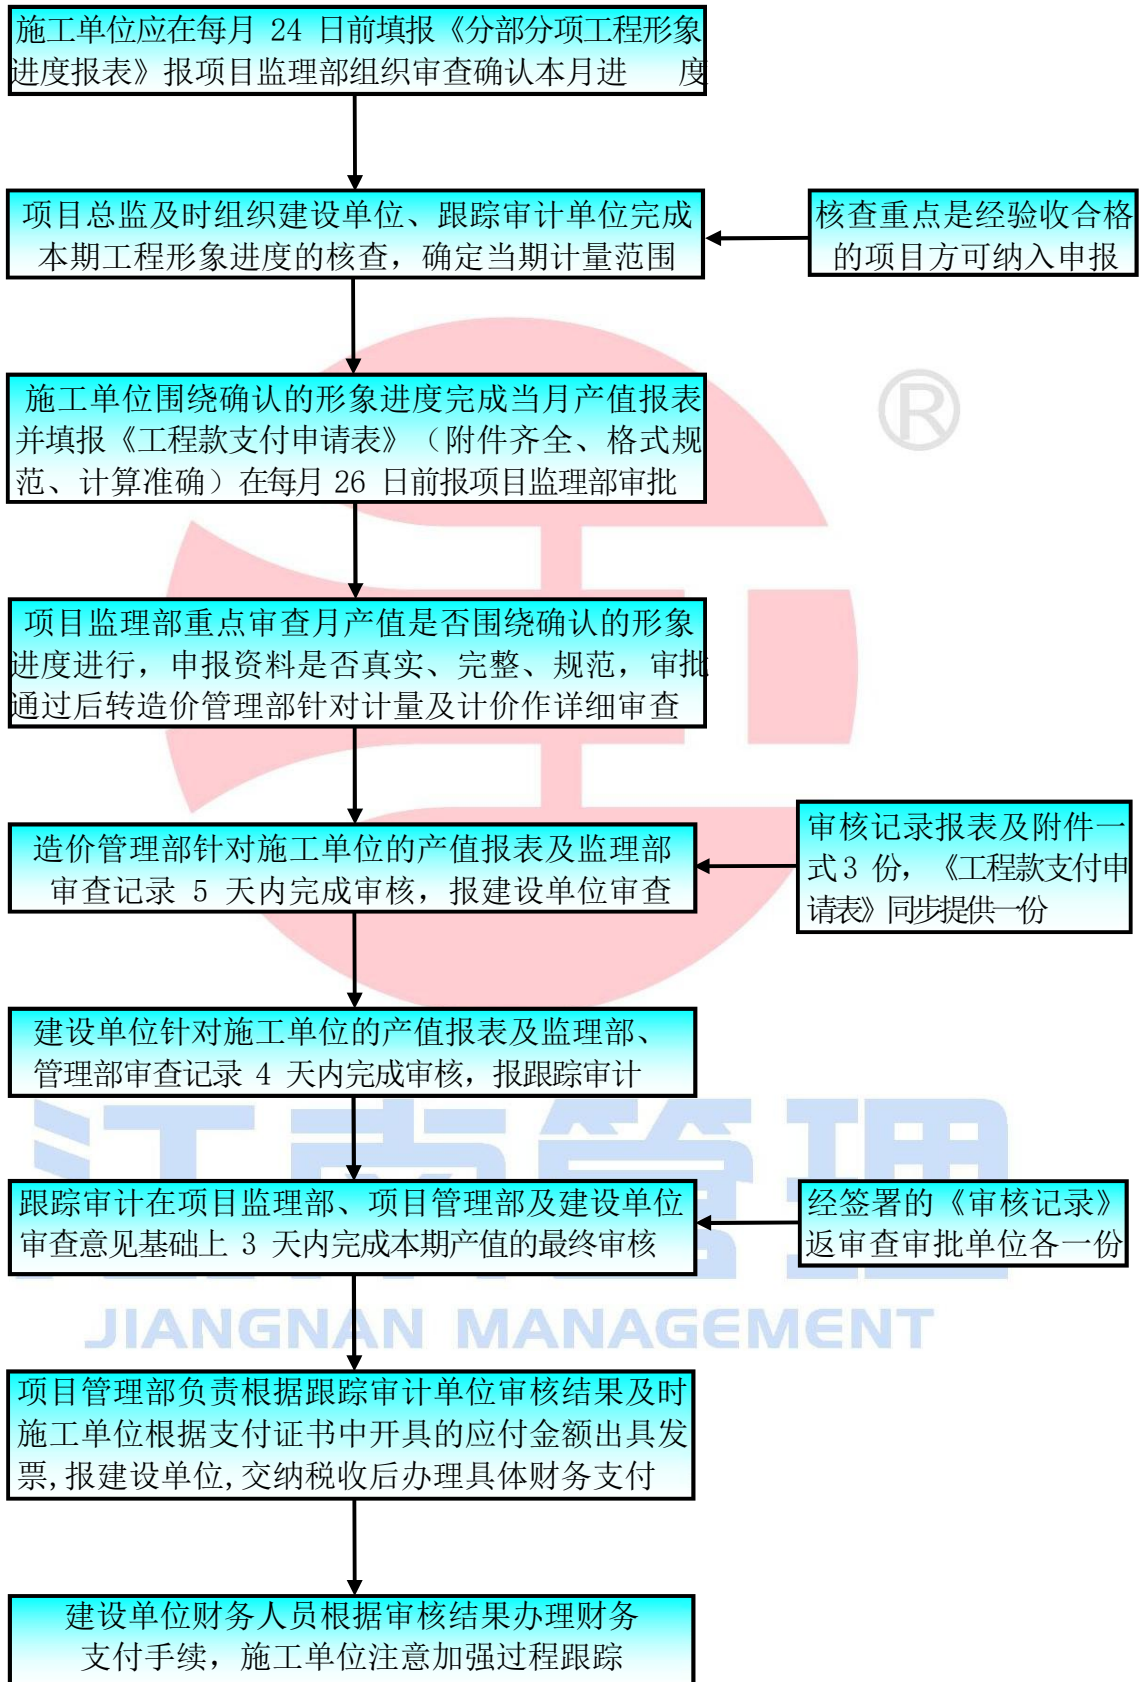 施工单位应在每月 24 日前填报《分部分项工程形象
进度报表》报项目监理部组织审查确认本月进 度
项目总监及时组织建设单位、跟踪审计单位完成
本期工程形象进度的核查，确定当期计量范围
核查重点是经验收合格
的项目方可纳入申报
施工单位围绕确认的形象进度完成当月产值报表
并填报《工程款支付申请表》（附件齐全、格式规
范、计算准确）在每月 26 日前报项目监理部审批
®
项目监理部重点审查月产值是否围绕确认的形象
进度进行，申报资料是否真实、完整、规范，审批
通过后转造价管理部针对计量及计价作详细审查
造价管理部针对施工单位的产值报表及监理部
审查记录 5 天内完成审核，报建设单位审查
审核记录报表及附件一
式 3 份，《工程款支付申
请表》同步提供一份
建设单位针对施工单位的产值报表及监理部、
管理部审查记录 4 天内完成审核，报跟踪审计
江南管理
跟踪审计在项目监理部、项目管理部及建设单位
审查意见基础上 3 天内完成本期产值的最终审核
经签署的《审核记录》
返审查审批单位各一份
JIANGNAN MANAGEMENT
项目管理部负责根据跟踪审计单位审核结果及时
施工单位根据支付证书中开具的应付金额出具发
票,报建设单位,交纳税收后办理具体财务支付
建设单位财务人员根据审核结果办理财务
支付手续，施工单位注意加强过程跟踪